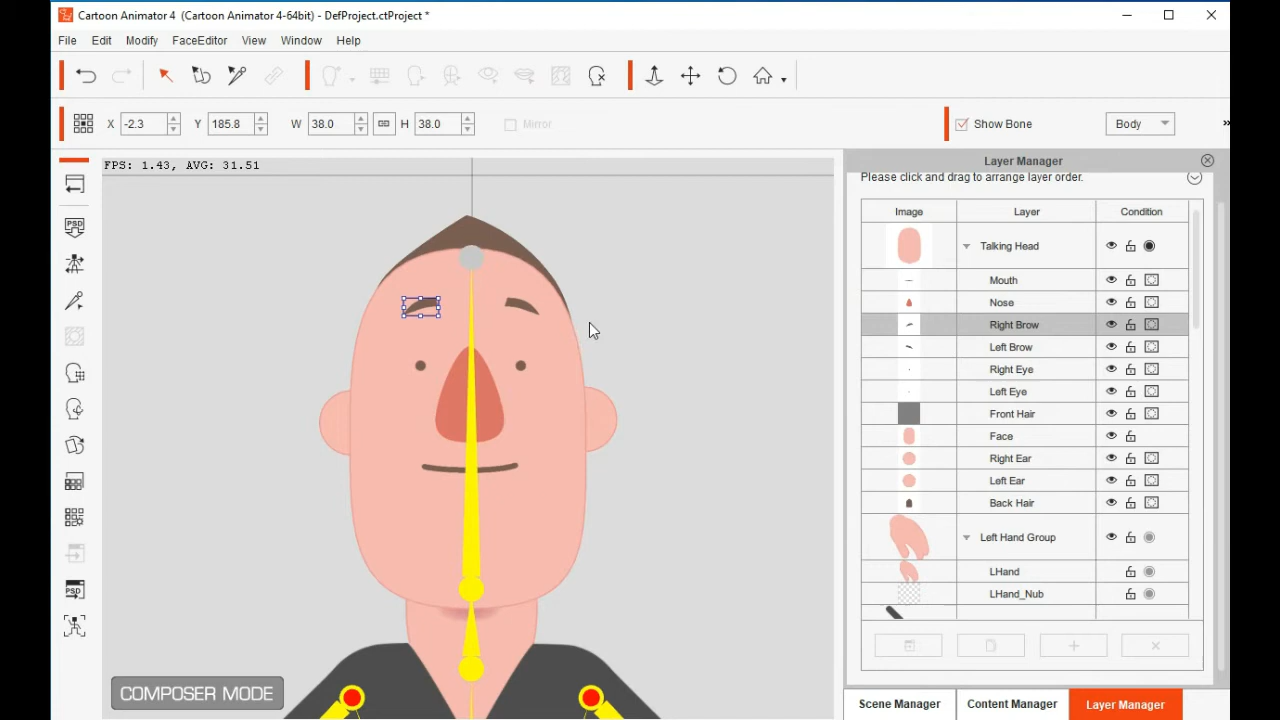 Cartoon Animator 4 (Cartoon Animator 4-64bit) - DefProject.ctProject *
File Edit Modify FaceEditor View Window Help
X -2.3 Y 185.8 W 38.0 H 38.0 Mirror Show Bone Body »
FPS: 1.43, AVG: 31.51
Layer Manager
Please click and drag to arrange layer order.
Image Layer Condition
Talking Head
Mouth
Nose
Right Brow
Left Brow
Right Eye
Left Eye
Front Hair
Face
Right Ear
Left Ear
Back Hair
Left Hand Group
LHand
LHand_Nub
PSD
PSD
COMPOSER MODE
Scene Manager Content Manager Layer Manager